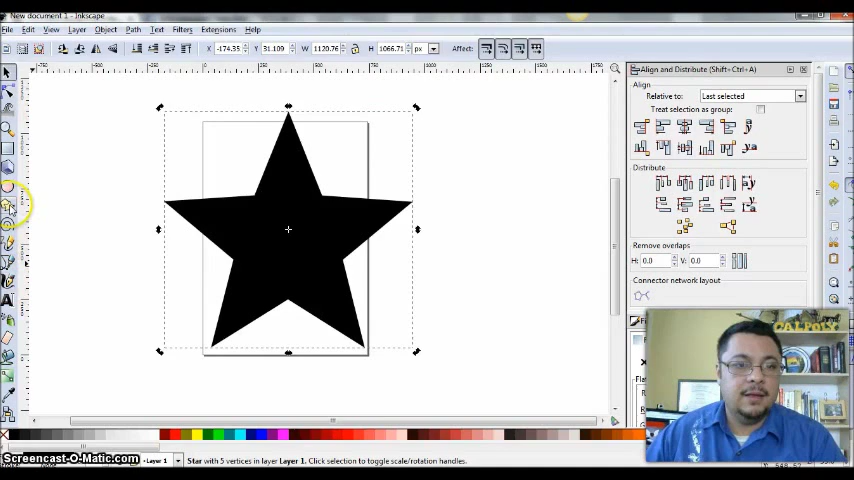 New document 1 - Inkscape
File Edit View Layer Object Path Text Filters Extensions Help
X -174.35 Y 31.109 W 1120.76 H 1066.71 px Affect:
Align and Distribute (Shift+Ctrl+A)
Align
Relative to: Last selected
Treat selection as group:
Distribute
Remove overlaps
H: 0.0 V: 0.0
Connector network layout
CAL POLY
Layer 1 Star with 5 vertices in layer Layer 1. Click selection to toggle scale/rotation handles.
Screencast-O-Matic.com